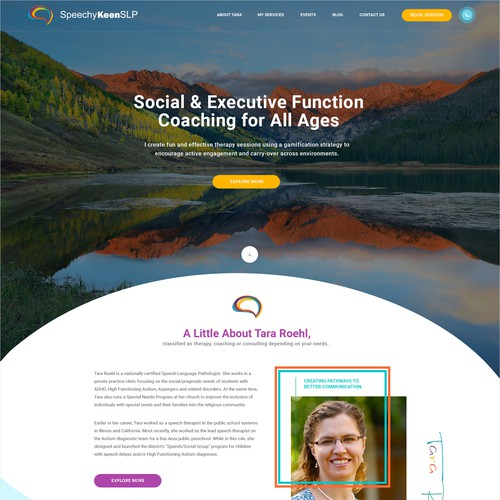 SpeechyKeenSLP
ABOUT TARA MY SERVICES EVENTS BLOG CONTACT US BOOK SESSION
Social & Executive Function
Coaching for All Ages
I create fun and effective therapy sessions using a gamification strategy to
encourage active engagement and carry-over across environments.
EXPLORE MORE
A Little About Tara Roehl,
classified as therapy, coaching or consulting depending on your needs.
Tara Roehl is a nationally certified Speech-Language Pathologist. She works in a
private practice clinic focusing on the social/pragmatic needs of students with
ADHD, High Functioning Autism, Aspergers and related disorders. At the same time,
Tara also runs a Special Needs Program at her church to improve the inclusion of
individuals with special needs and their families into the religious community.
Earlier in her career, Tara worked as a speech therapist in the public school systems
in Illinois and California. Most recently, she worked as the lead speech therapist on
the Autism diagnostic team for a Bay Area public preschool. While in this role, she
designed and launched the district's "Speech/Social Group" program for children
with speech delays and/or High Functioning Autism diagnoses.
EXPLORE MORE
CREATING PATHWAYS TO
BETTER COMMUNICATION.
Tara